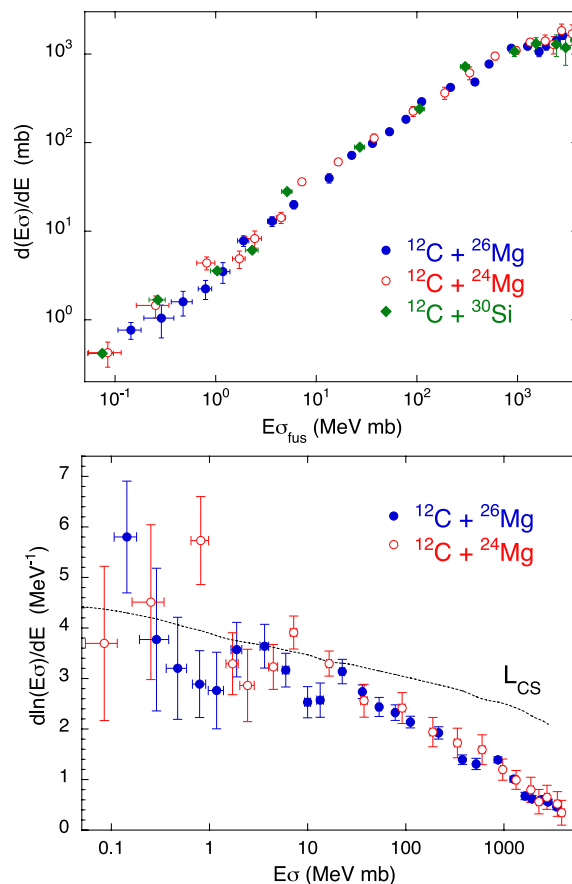 d(Eσ)/dE (mb)
10³
10²
10¹
10⁰
¹²C + ²⁶Mg
¹²C + ²⁴Mg
¹²C + ³⁰Si
10⁻¹ 10⁰ 10¹ 10² 10³
Eσfus (MeV mb)
dln(Eσ)/dE (MeV⁻¹)
7
6
5
4
3
2
1
0
¹²C + ²⁶Mg
¹²C + ²⁴Mg
L_CS
0.1 1 10 100 1000
Eσ (MeV mb)